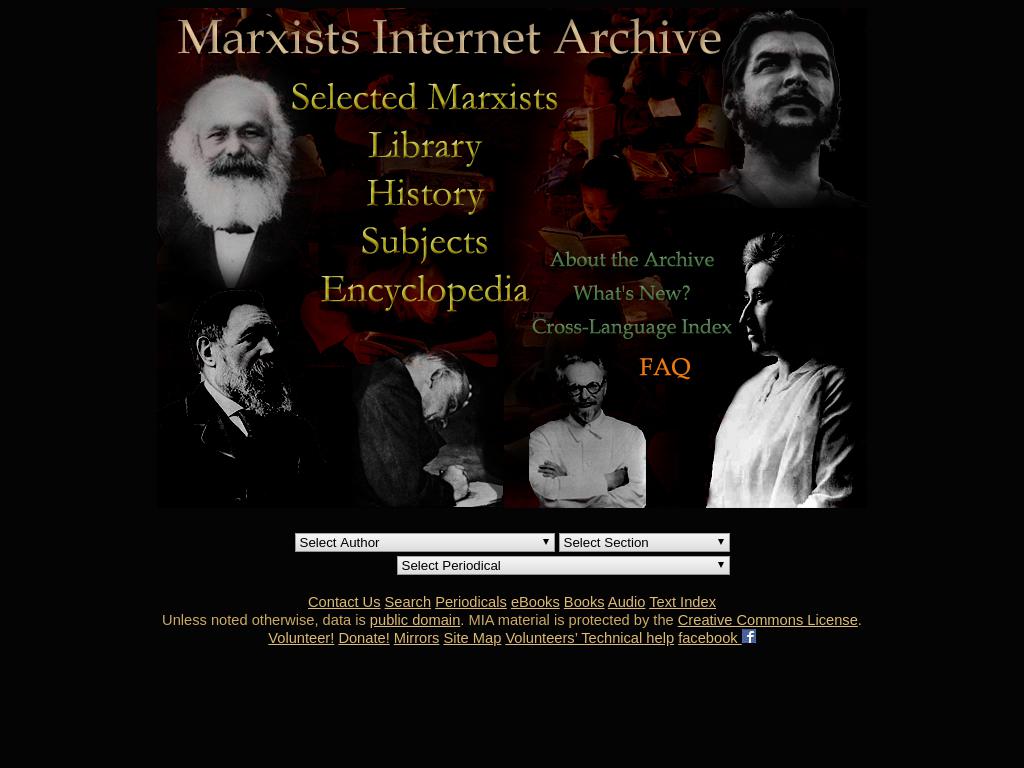 Marxists Internet Archive
Selected Marxists
Library
History
Subjects
Encyclopedia
About the Archive
What's New?
Cross-Language Index
FAQ
Select Author
Select Section
Select Periodical
Contact Us Search Periodicals eBooks Books Audio Text Index
Unless noted otherwise, data is public domain. MIA material is protected by the Creative Commons License.
Volunteer! Donate! Mirrors Site Map Volunteers’ Technical help facebook f